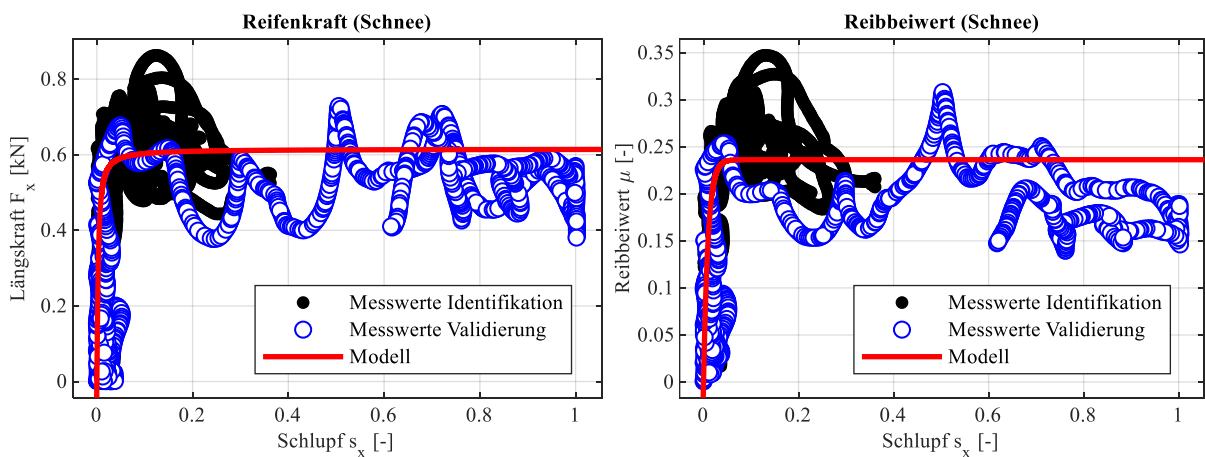 Reifenkraft (Schnee)
Längskraft F_x [kN]
0.8
0.6
0.4
0.2
0
Messwerte Identifikation
Messwerte Validierung
Modell
0 0.2 0.4 0.6 0.8 1
Schlupf s_x [-]
Reibbeiwert (Schnee)
Reibbeiwert μ [-]
0.35
0.3
0.25
0.2
0.15
0.1
0.05
0
Messwerte Identifikation
Messwerte Validierung
Modell
0 0.2 0.4 0.6 0.8 1
Schlupf s_x [-]